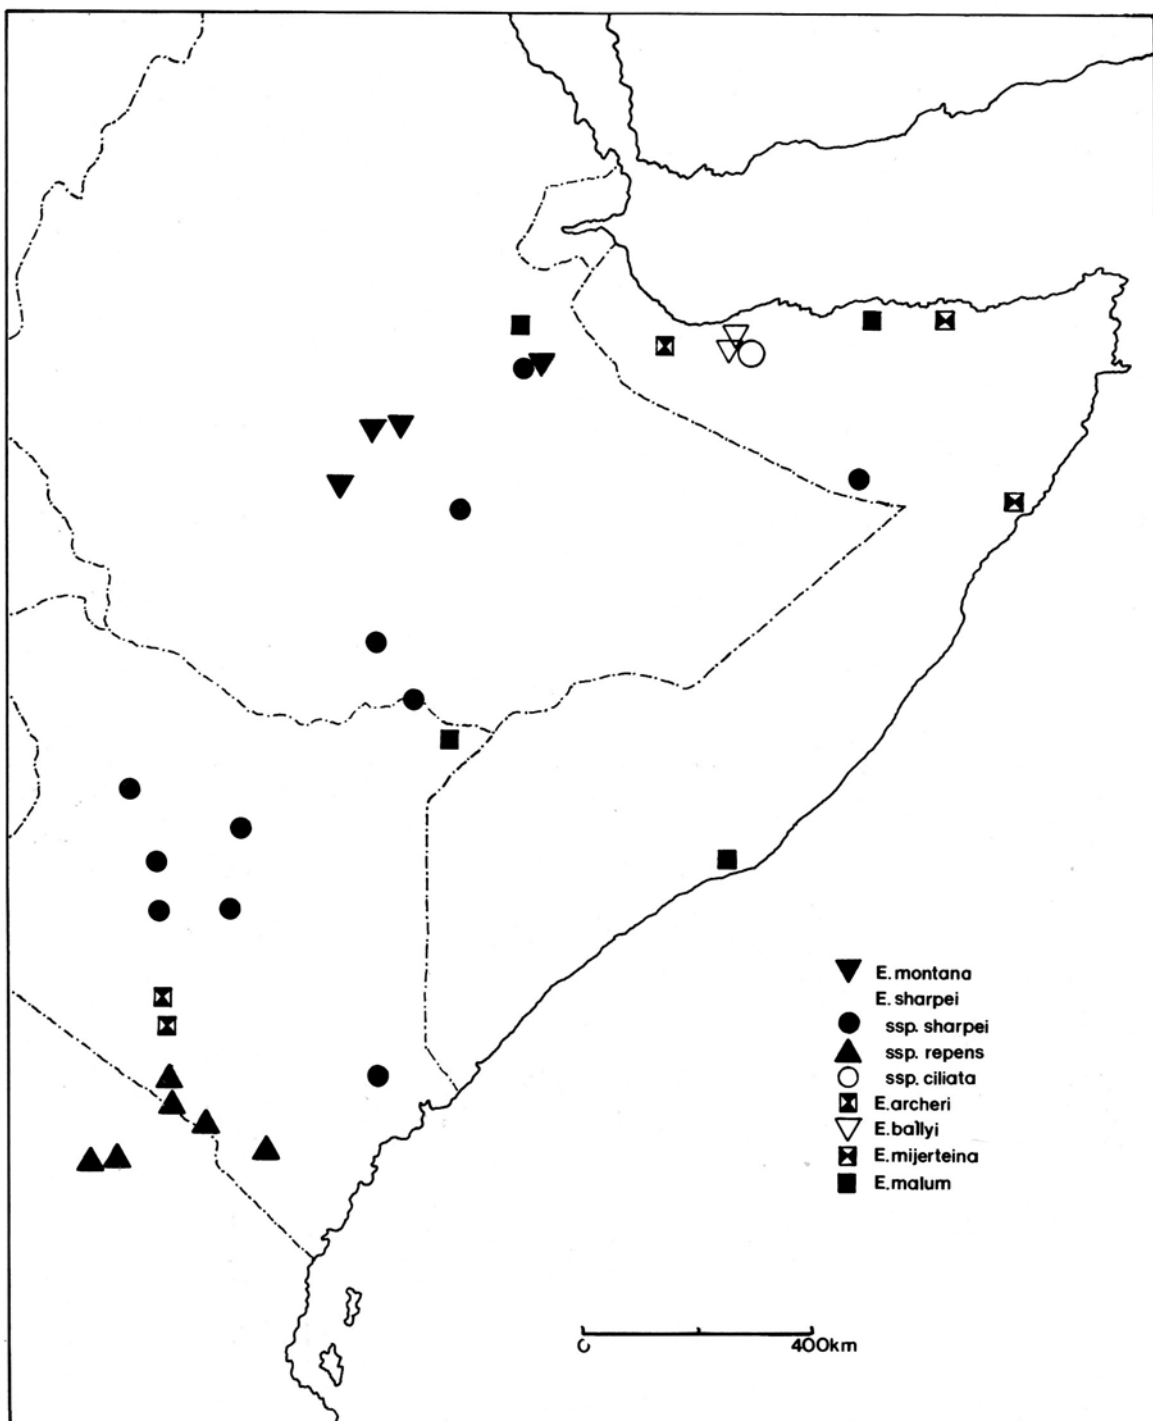 E. montana
E. sharpei
ssp. sharpei
ssp. repens
ssp. ciliata
E. archeri
E. ballyi
E. mijerteina
E. malum
0 400km